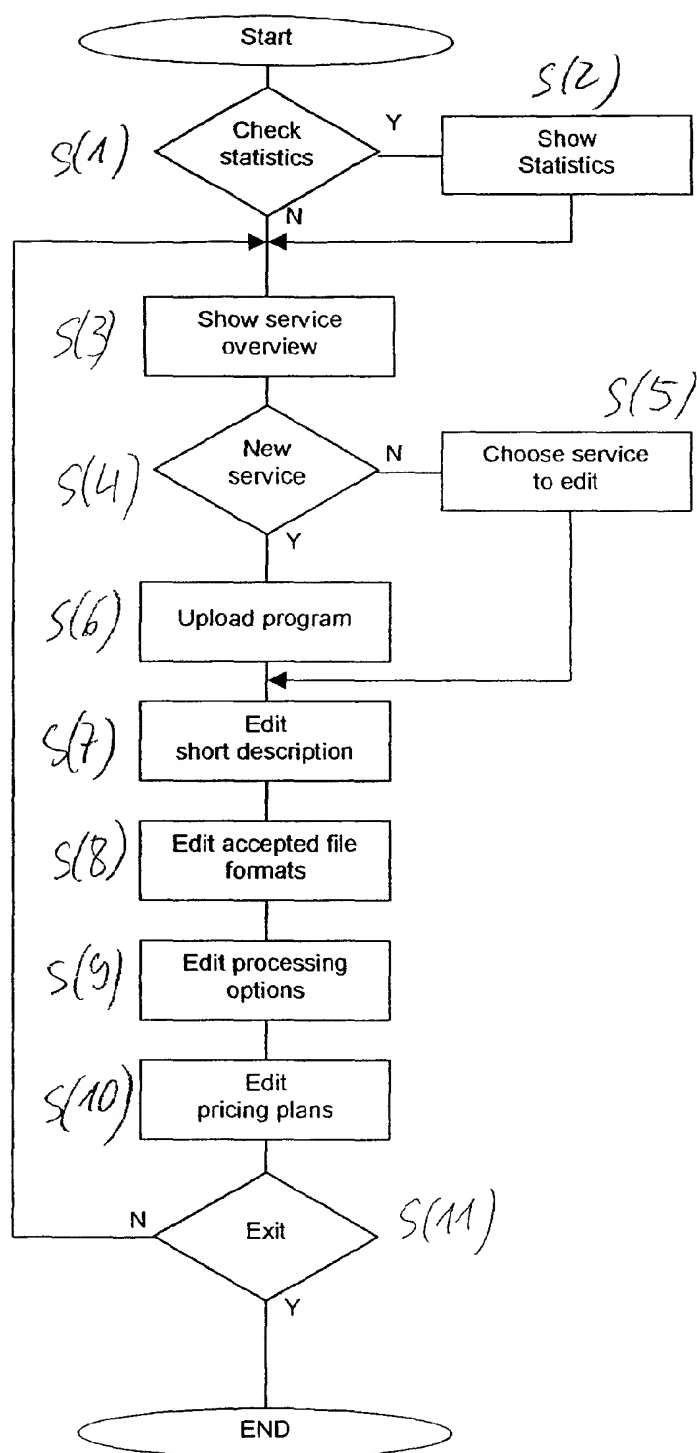 Start
S(2)
S(1)
Check
statistics
Y
Show
Statistics
N
S(3)
Show service
overview
S(5)
S(4)
New
service
N
Choose service
to edit
Y
S(6)
Upload program
S(7)
Edit
short description
S(8)
Edit accepted file
formats
S(9)
Edit processing
options
S(10)
Edit
pricing plans
N
Exit
S(11)
Y
END